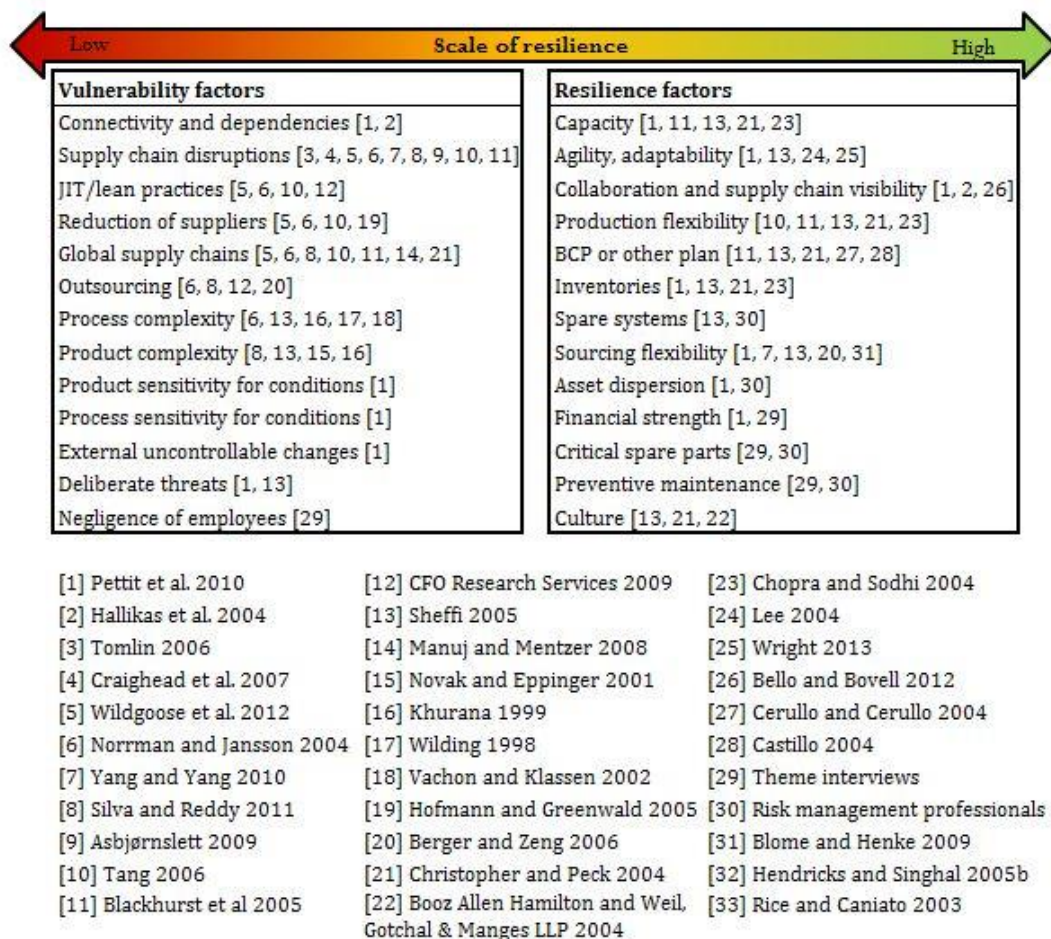 Low Scale of resilience High
Vulnerability factors
Connectivity and dependencies [1, 2]
Supply chain disruptions [3, 4, 5, 6, 7, 8, 9, 10, 11]
JIT/lean practices [5, 6, 10, 12]
Reduction of suppliers [5, 6, 10, 19]
Global supply chains [5, 6, 8, 10, 11, 14, 21]
Outsourcing [6, 8, 12, 20]
Process complexity [6, 13, 16, 17, 18]
Product complexity [8, 13, 15, 16]
Product sensitivity for conditions [1]
Process sensitivity for conditions [1]
External uncontrollable changes [1]
Deliberate threats [1, 13]
Negligence of employees [29]
Resilience factors
Capacity [1, 11, 13, 21, 23]
Agility, adaptability [1, 13, 24, 25]
Collaboration and supply chain visibility [1, 2, 26]
Production flexibility [10, 11, 13, 21, 23]
BCP or other plan [11, 13, 21, 27, 28]
Inventories [1, 13, 21, 23]
Spare systems [13, 30]
Sourcing flexibility [1, 7, 13, 20, 31]
Asset dispersion [1, 30]
Financial strength [1, 29]
Critical spare parts [29, 30]
Preventive maintenance [29, 30]
Culture [13, 21, 22]
[1] Pettit et al. 2010
[2] Hallikas et al. 2004
[3] Tomlin 2006
[4] Craighead et al. 2007
[5] Wildgoose et al. 2012
[6] Norrman and Jansson 2004
[7] Yang and Yang 2010
[8] Silva and Reddy 2011
[9] Asbjørnslett 2009
[10] Tang 2006
[11] Blackhurst et al 2005
[12] CFO Research Services 2009
[13] Sheffi 2005
[14] Manuj and Mentzer 2008
[15] Novak and Eppinger 2001
[16] Khurana 1999
[17] Wilding 1998
[18] Vachon and Klassen 2002
[19] Hofmann and Greenwald 2005
[20] Berger and Zeng 2006
[21] Christopher and Peck 2004
[22] Booz Allen Hamilton and Weil,
Gotchal & Manges LLP 2004
[23] Chopra and Sodhi 2004
[24] Lee 2004
[25] Wright 2013
[26] Bello and Bovell 2012
[27] Cerullo and Cerullo 2004
[28] Castillo 2004
[29] Theme interviews
[30] Risk management professionals
[31] Blome and Henke 2009
[32] Hendricks and Singhal 2005b
[33] Rice and Caniato 2003